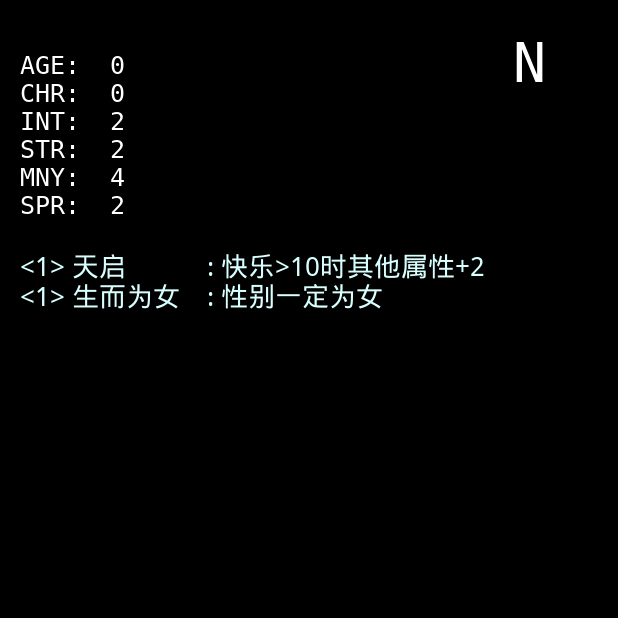 N
AGE: 0
CHR: 0
INT: 2
STR: 2
MNY: 4
SPR: 2
<1> 天启 : 快乐>10时其他属性+2
<1> 生而为女 : 性别一定为女